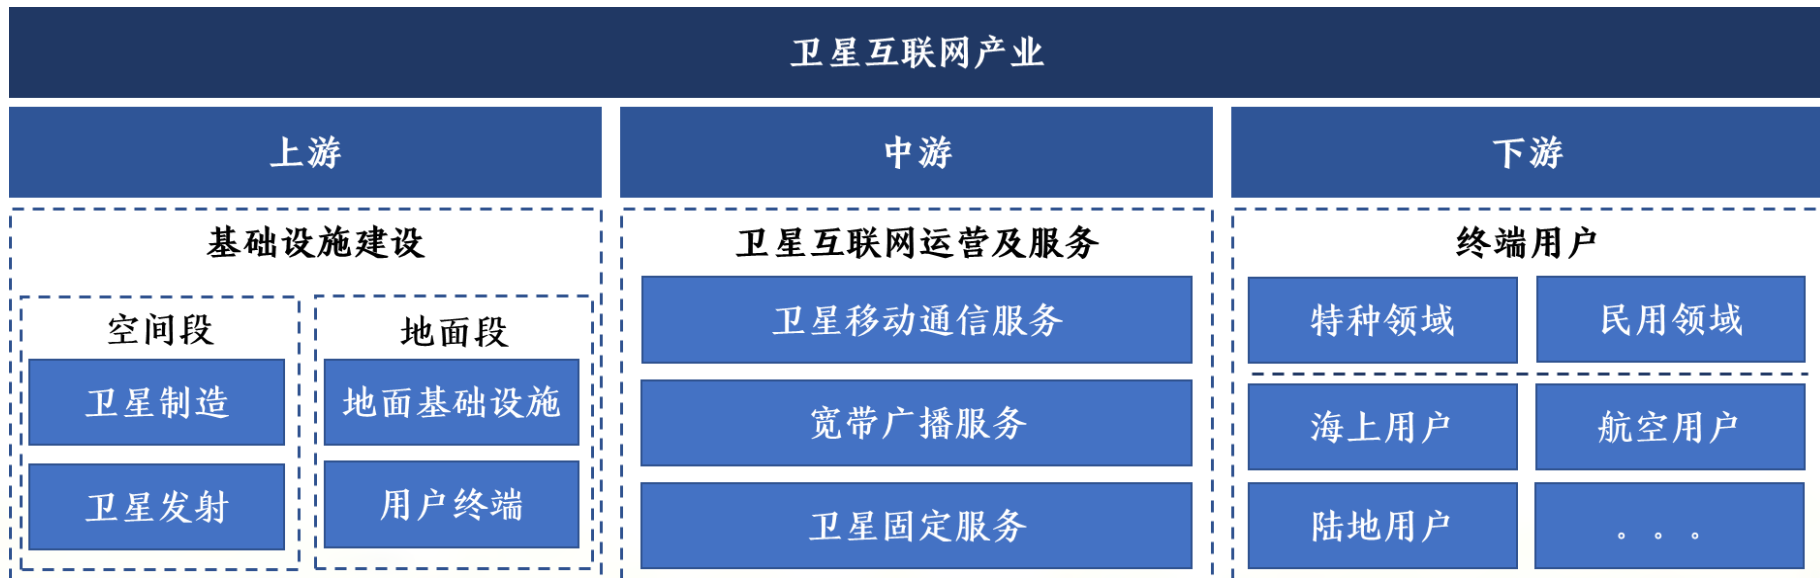 卫星互联网产业
上游
中游
下游
基础设施建设
空间段
卫星制造
卫星发射
地面段
地面基础设施
用户终端
卫星互联网运营及服务
卫星移动通信服务
宽带广播服务
卫星固定服务
终端用户
特种领域
民用领域
海上用户
航空用户
陆地用户
。。。